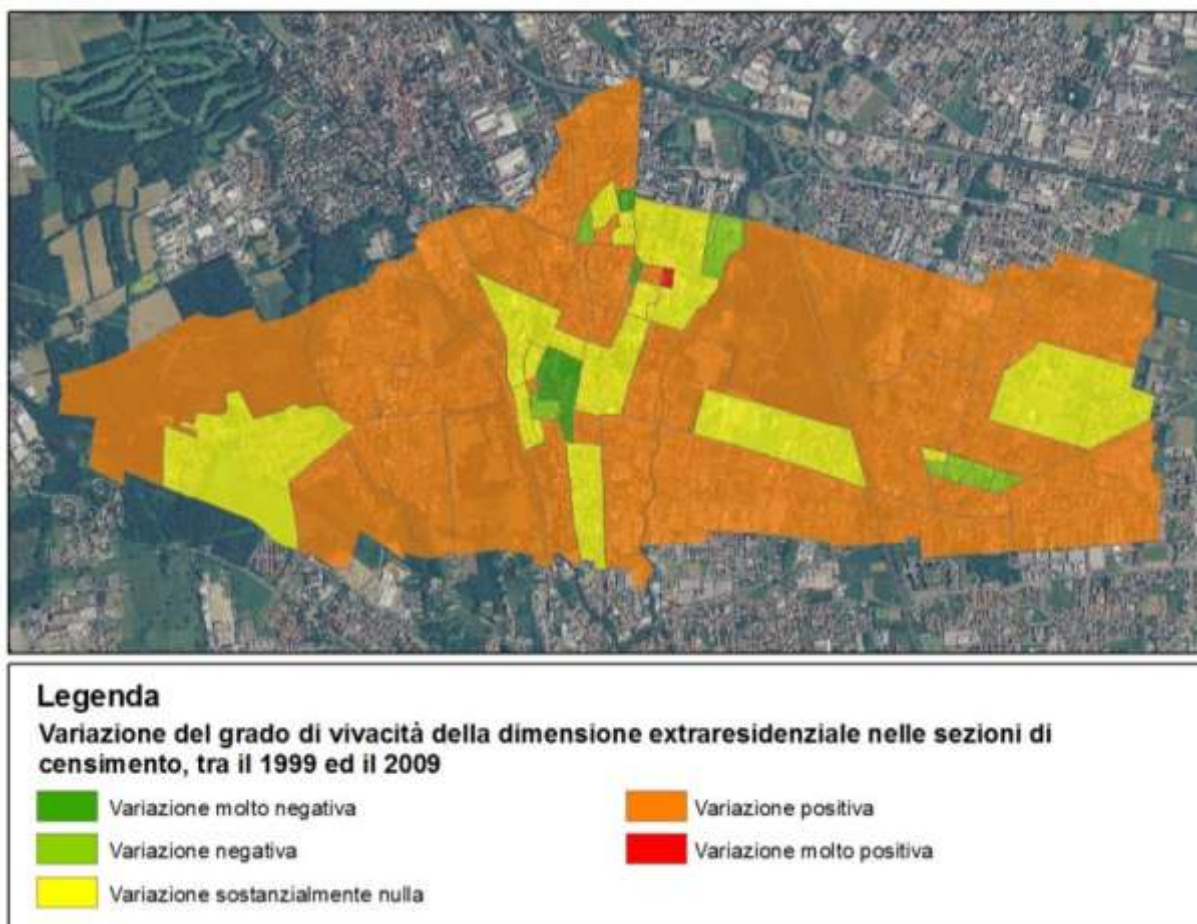 Legenda
Variazione del grado di vivacità della dimensione extraresidenziale nelle sezioni di
censimento, tra il 1999 ed il 2009
Variazione molto negativa
Variazione negativa
Variazione sostanzialmente nulla
Variazione positiva
Variazione molto positiva